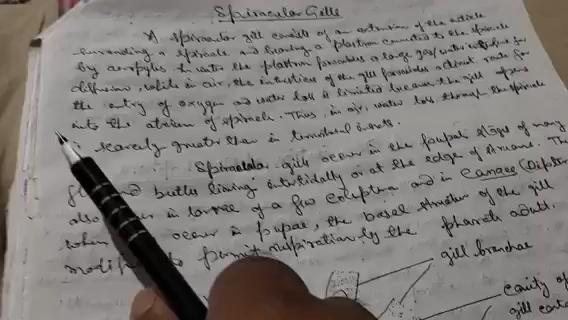 Spiracular Gills
A spiracular gill consists of an extension of the cuticle
surrounding a spiracle and bearing a plastron connected to the spiracle
by aeropyles. In water the plastron provides a large gas/water interface for
diffusion, while in air, the interstices of the gill provides a direct route for
the entry of oxygen and water loss is limited because the gill opens
into the atrium of spiracle. Thus, in air, water loss through the spiracle
is scarcely greater than in terrestrial insects.
Spiracular gill occur in the pupal stages of many
and beetles living intertidally or at the edge of streams. The
also in larvae of a few coleoptera and in Canace (Diptera
when occur in pupae, the basal structure of the gill
to permit respiration by the pharate adult.
gill branchae
cavity of
gill